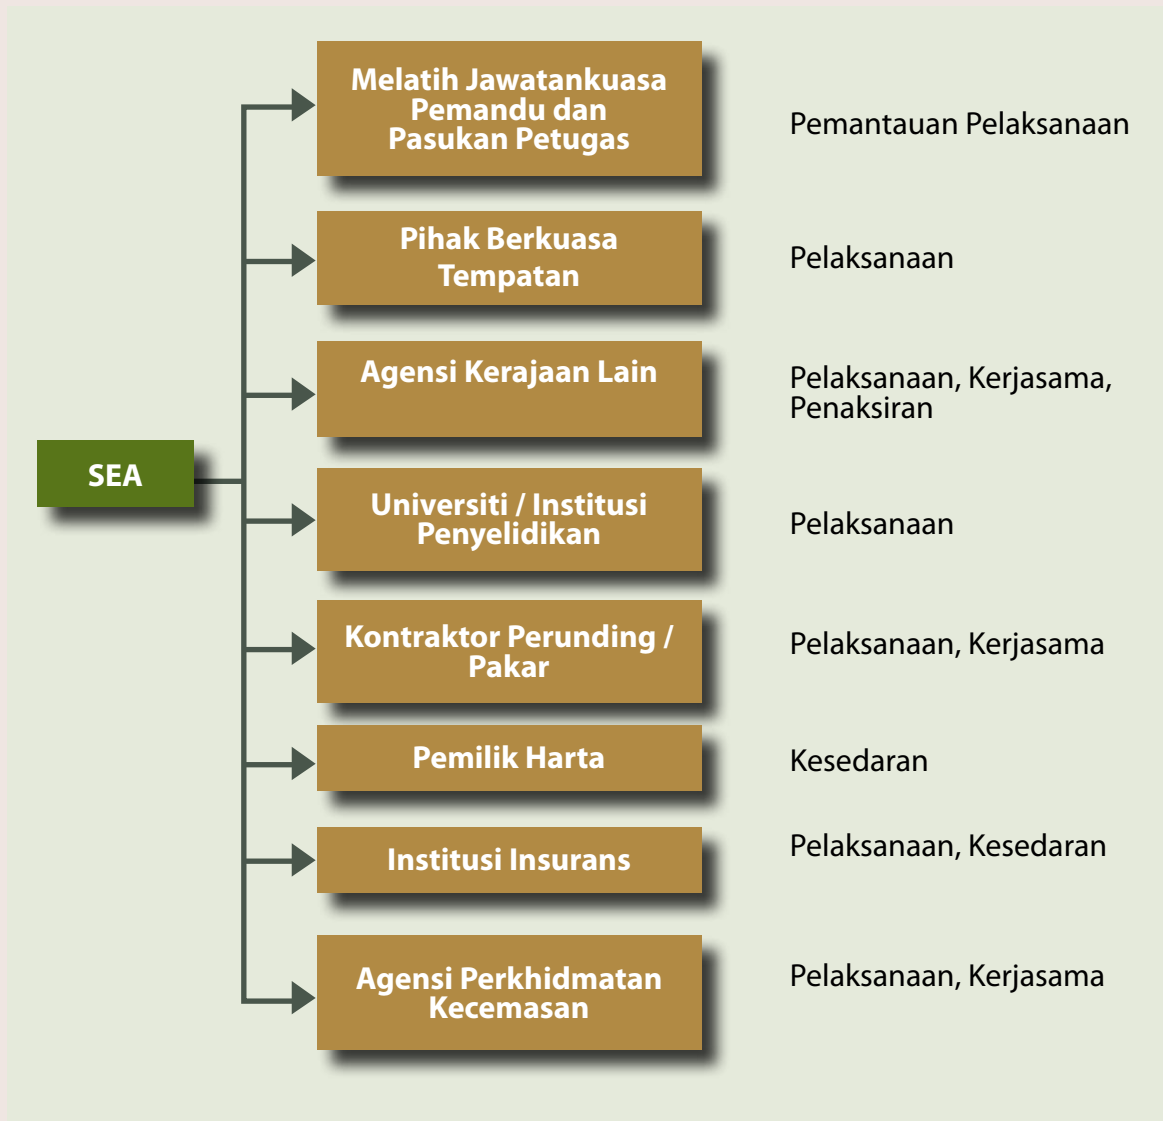 Melatih Jawatankuasa
Pemandu dan
Pasukan Petugas
Pemantauan Pelaksanaan
Pihak Berkuasa
Tempatan
Pelaksanaan
Agensi Kerajaan Lain
Pelaksanaan, Kerjasama,
Penaksiran
SEA
Universiti / Institusi
Penyelidikan
Pelaksanaan
Kontraktor Perunding /
Pakar
Pelaksanaan, Kerjasama
Pemilik Harta
Kesedaran
Institusi Insurans
Pelaksanaan, Kesedaran
Agensi Perkhidmatan
Kecemasan
Pelaksanaan, Kerjasama